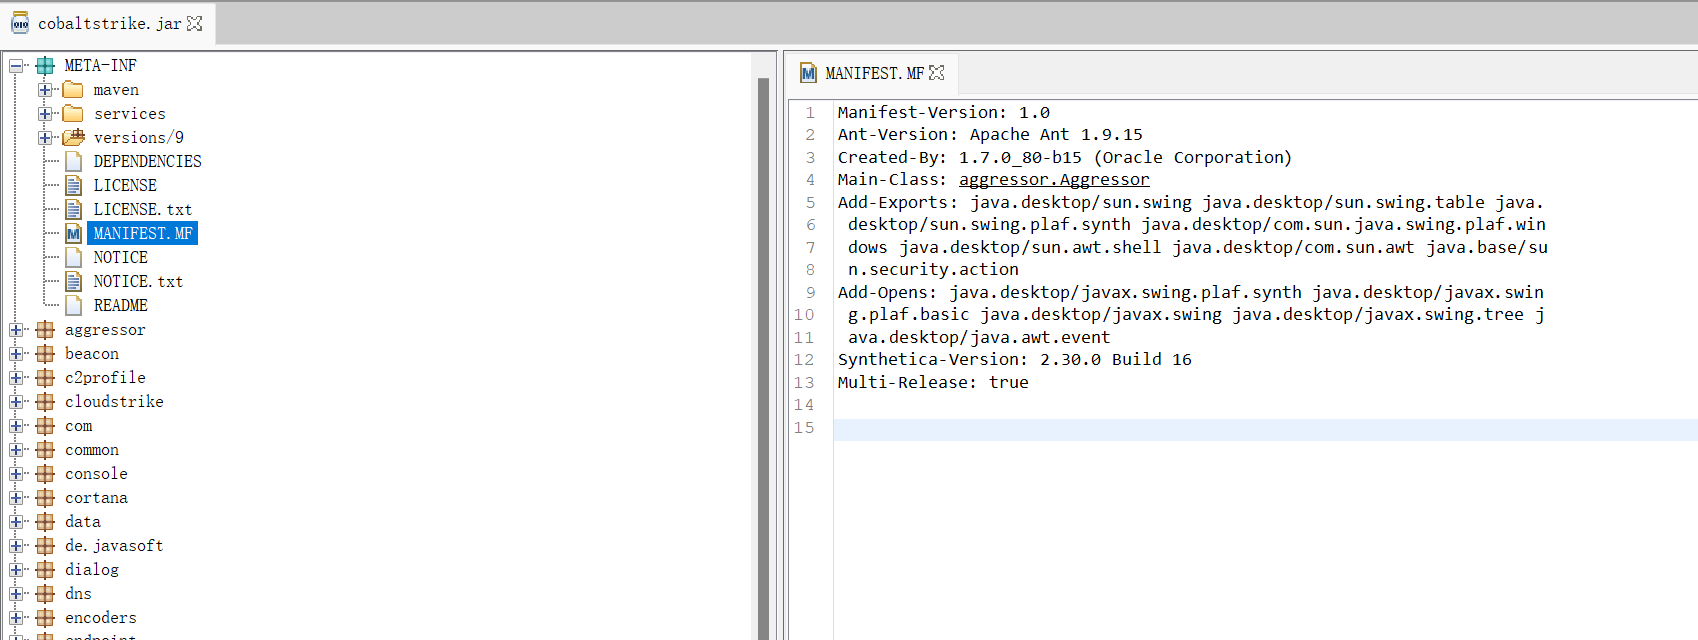 cobaltstrike.jar
META-INF
maven
services
versions/9
DEPENDENCIES
LICENSE
LICENSE.txt
MANIFEST.MF
NOTICE
NOTICE.txt
README
aggressor
beacon
c2profile
cloudstrike
com
common
console
cortana
data
de.javasoft
dialog
dns
encoders
endpoint
MANIFEST.MF
1 Manifest-Version: 1.0
2 Ant-Version: Apache Ant 1.9.15
3 Created-By: 1.7.0_80-b15 (Oracle Corporation)
4 Main-Class: aggressor.Aggressor
5 Add-Exports: java.desktop/sun.swing java.desktop/sun.swing.table java.
6 desktop/sun.swing.plaf.synth java.desktop/com.sun.java.swing.plaf.win
7 dows java.desktop/sun.awt.shell java.desktop/com.sun.awt java.base/su
8 n.security.action
9 Add-Opens: java.desktop/javax.swing.plaf.synth java.desktop/javax.swin
10 g.plaf.basic java.desktop/javax.swing java.desktop/javax.swing.tree j
11 ava.desktop/java.awt.event
12 Synthetica-Version: 2.30.0 Build 16
13 Multi-Release: true
14
15